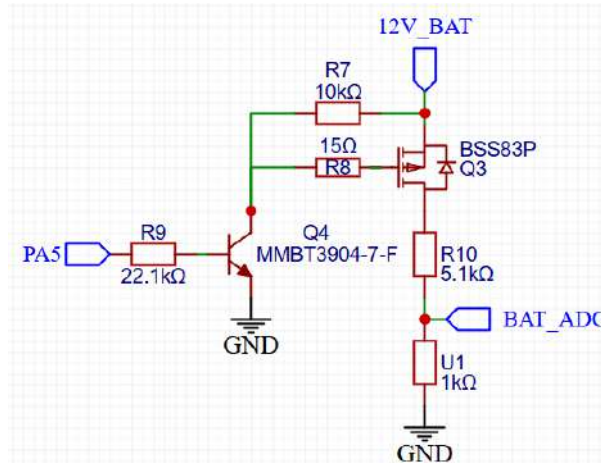 12V_BAT
R7
10kΩ
15Ω
R8
BSS83P
Q3
Q4
MMBT3904-7-F
R9
22.1kΩ
PA5
R10
5.1kΩ
BAT_ADC
U1
1kΩ
GND
GND